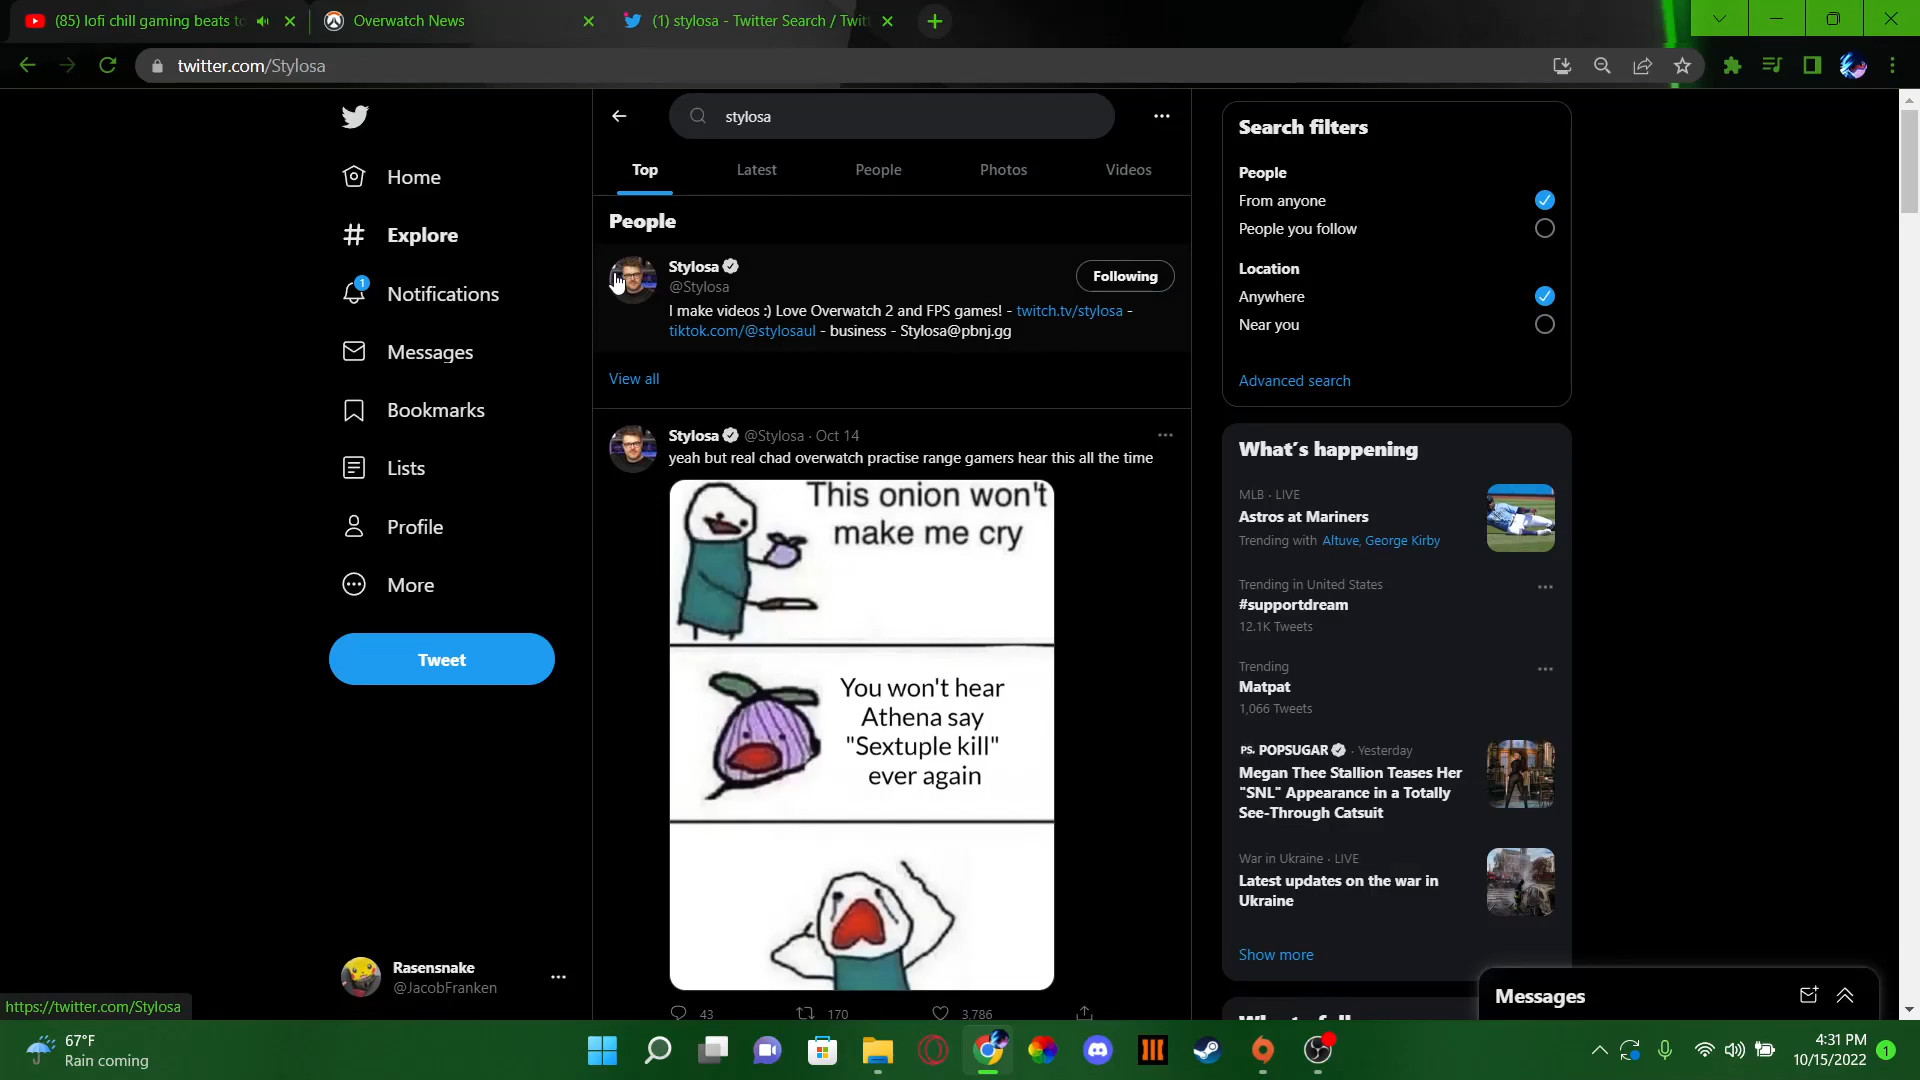 (85) lofi chill gaming beats to
Overwatch News
(1) stylosa - Twitter Search / Twitt
twitter.com/Stylosa
stylosa
Top
Latest
People
Photos
Videos
Home
Explore
1
Notifications
Messages
Bookmarks
Lists
Profile
More
Tweet
Rasensnake
@JacobFranken
People
Stylosa
@Stylosa
Following
I make videos :) Love Overwatch 2 and FPS games! - twitch.tv/stylosa -
tiktok.com/@stylosaul - business - Stylosa@pbnj.gg
View all
Stylosa @Stylosa · Oct 14
yeah but real chad overwatch practise range gamers hear this all the time
This onion won't
make me cry
You won't hear
Athena say
"Sextuple kill"
ever again
43
170
3,786
Search filters
People
From anyone
People you follow
Location
Anywhere
Near you
Advanced search
What's happening
MLB · LIVE
Astros at Mariners
Trending with Altuve, George Kirby
Trending in United States
#supportdream
12.1K Tweets
Trending
Matpat
1,066 Tweets
PS. POPSUGAR · Yesterday
Megan Thee Stallion Teases Her
"SNL" Appearance in a Totally
See-Through Catsuit
War in Ukraine · LIVE
Latest updates on the war in
Ukraine
Show more
Messages
https://twitter.com/Stylosa
67°F
Rain coming
4:31 PM
10/15/2022
1